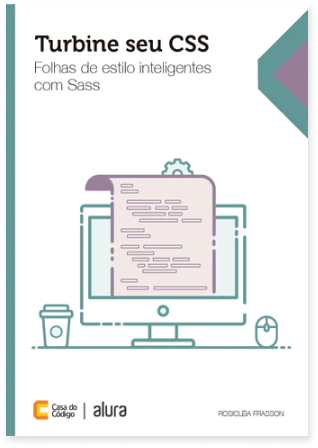 Turbine seu CSS
Folhas de estilo inteligentes
com Sass
Casa do
Código
alura
ROSICLÉIA FRASSON